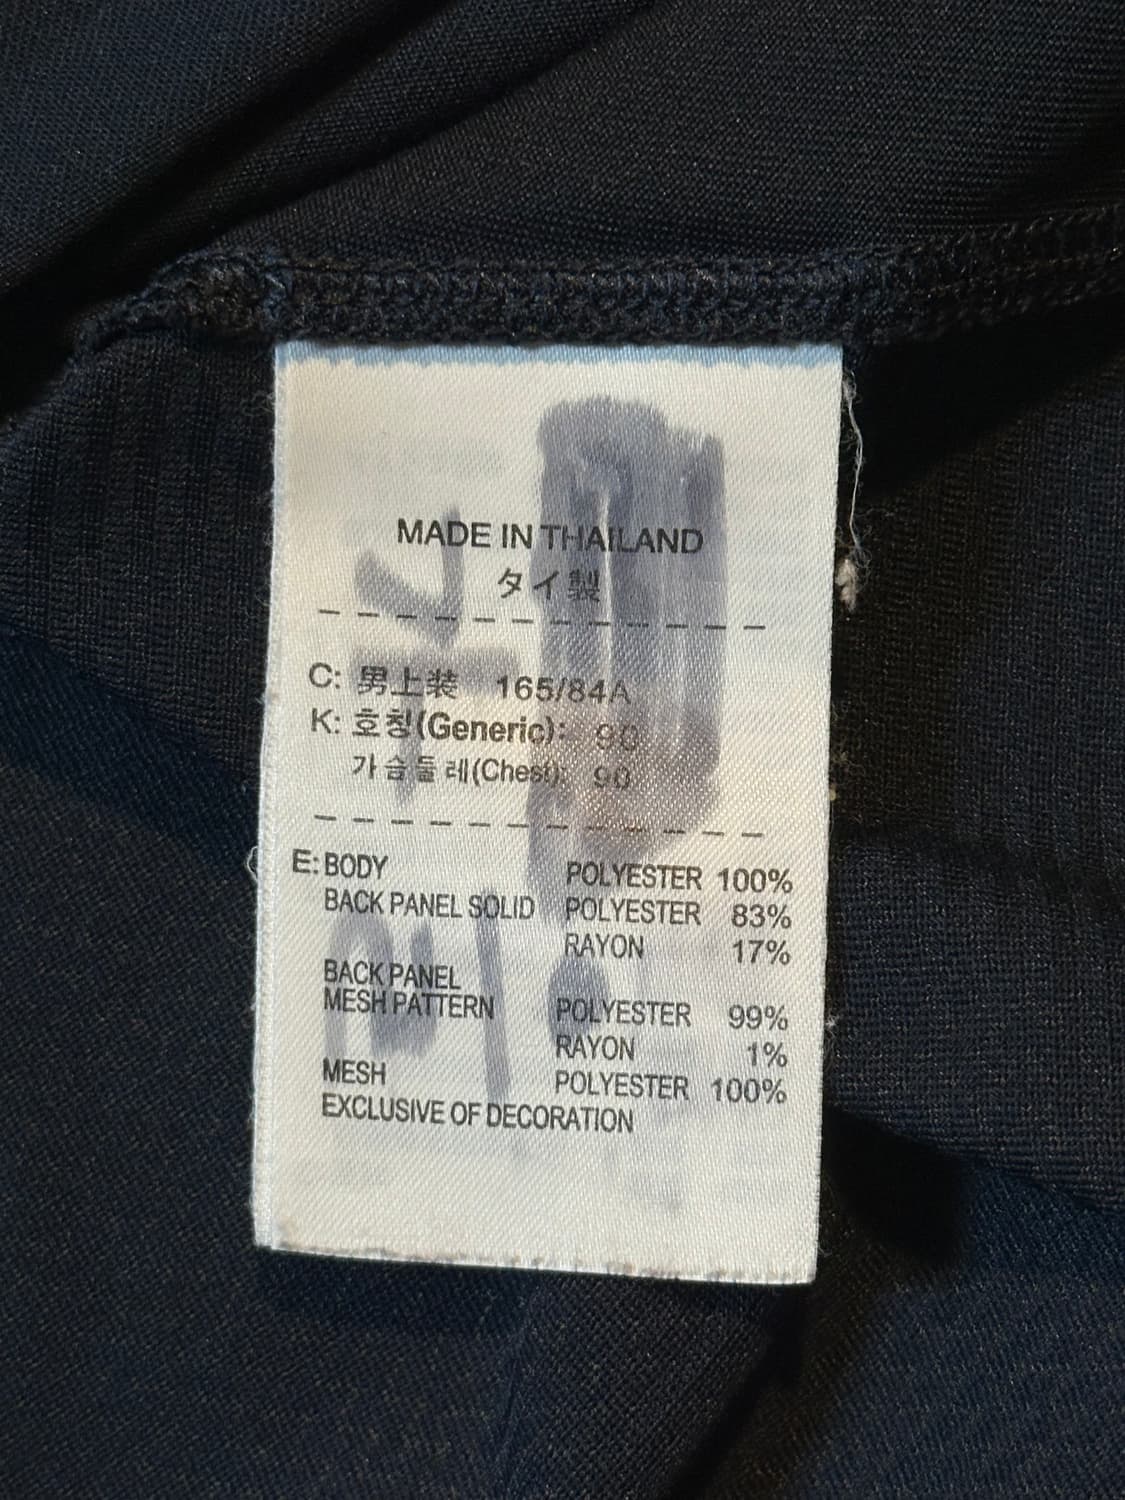 MADE IN THAILAND
タイ製
C: 男上装 165/84A
K: 호칭(Generic): 90
가슴둘레(Chest): 90
E: BODY POLYESTER 100%
BACK PANEL SOLID POLYESTER 83%
RAYON 17%
BACK PANEL
MESH PATTERN POLYESTER 99%
RAYON 1%
MESH POLYESTER 100%
EXCLUSIVE OF DECORATION